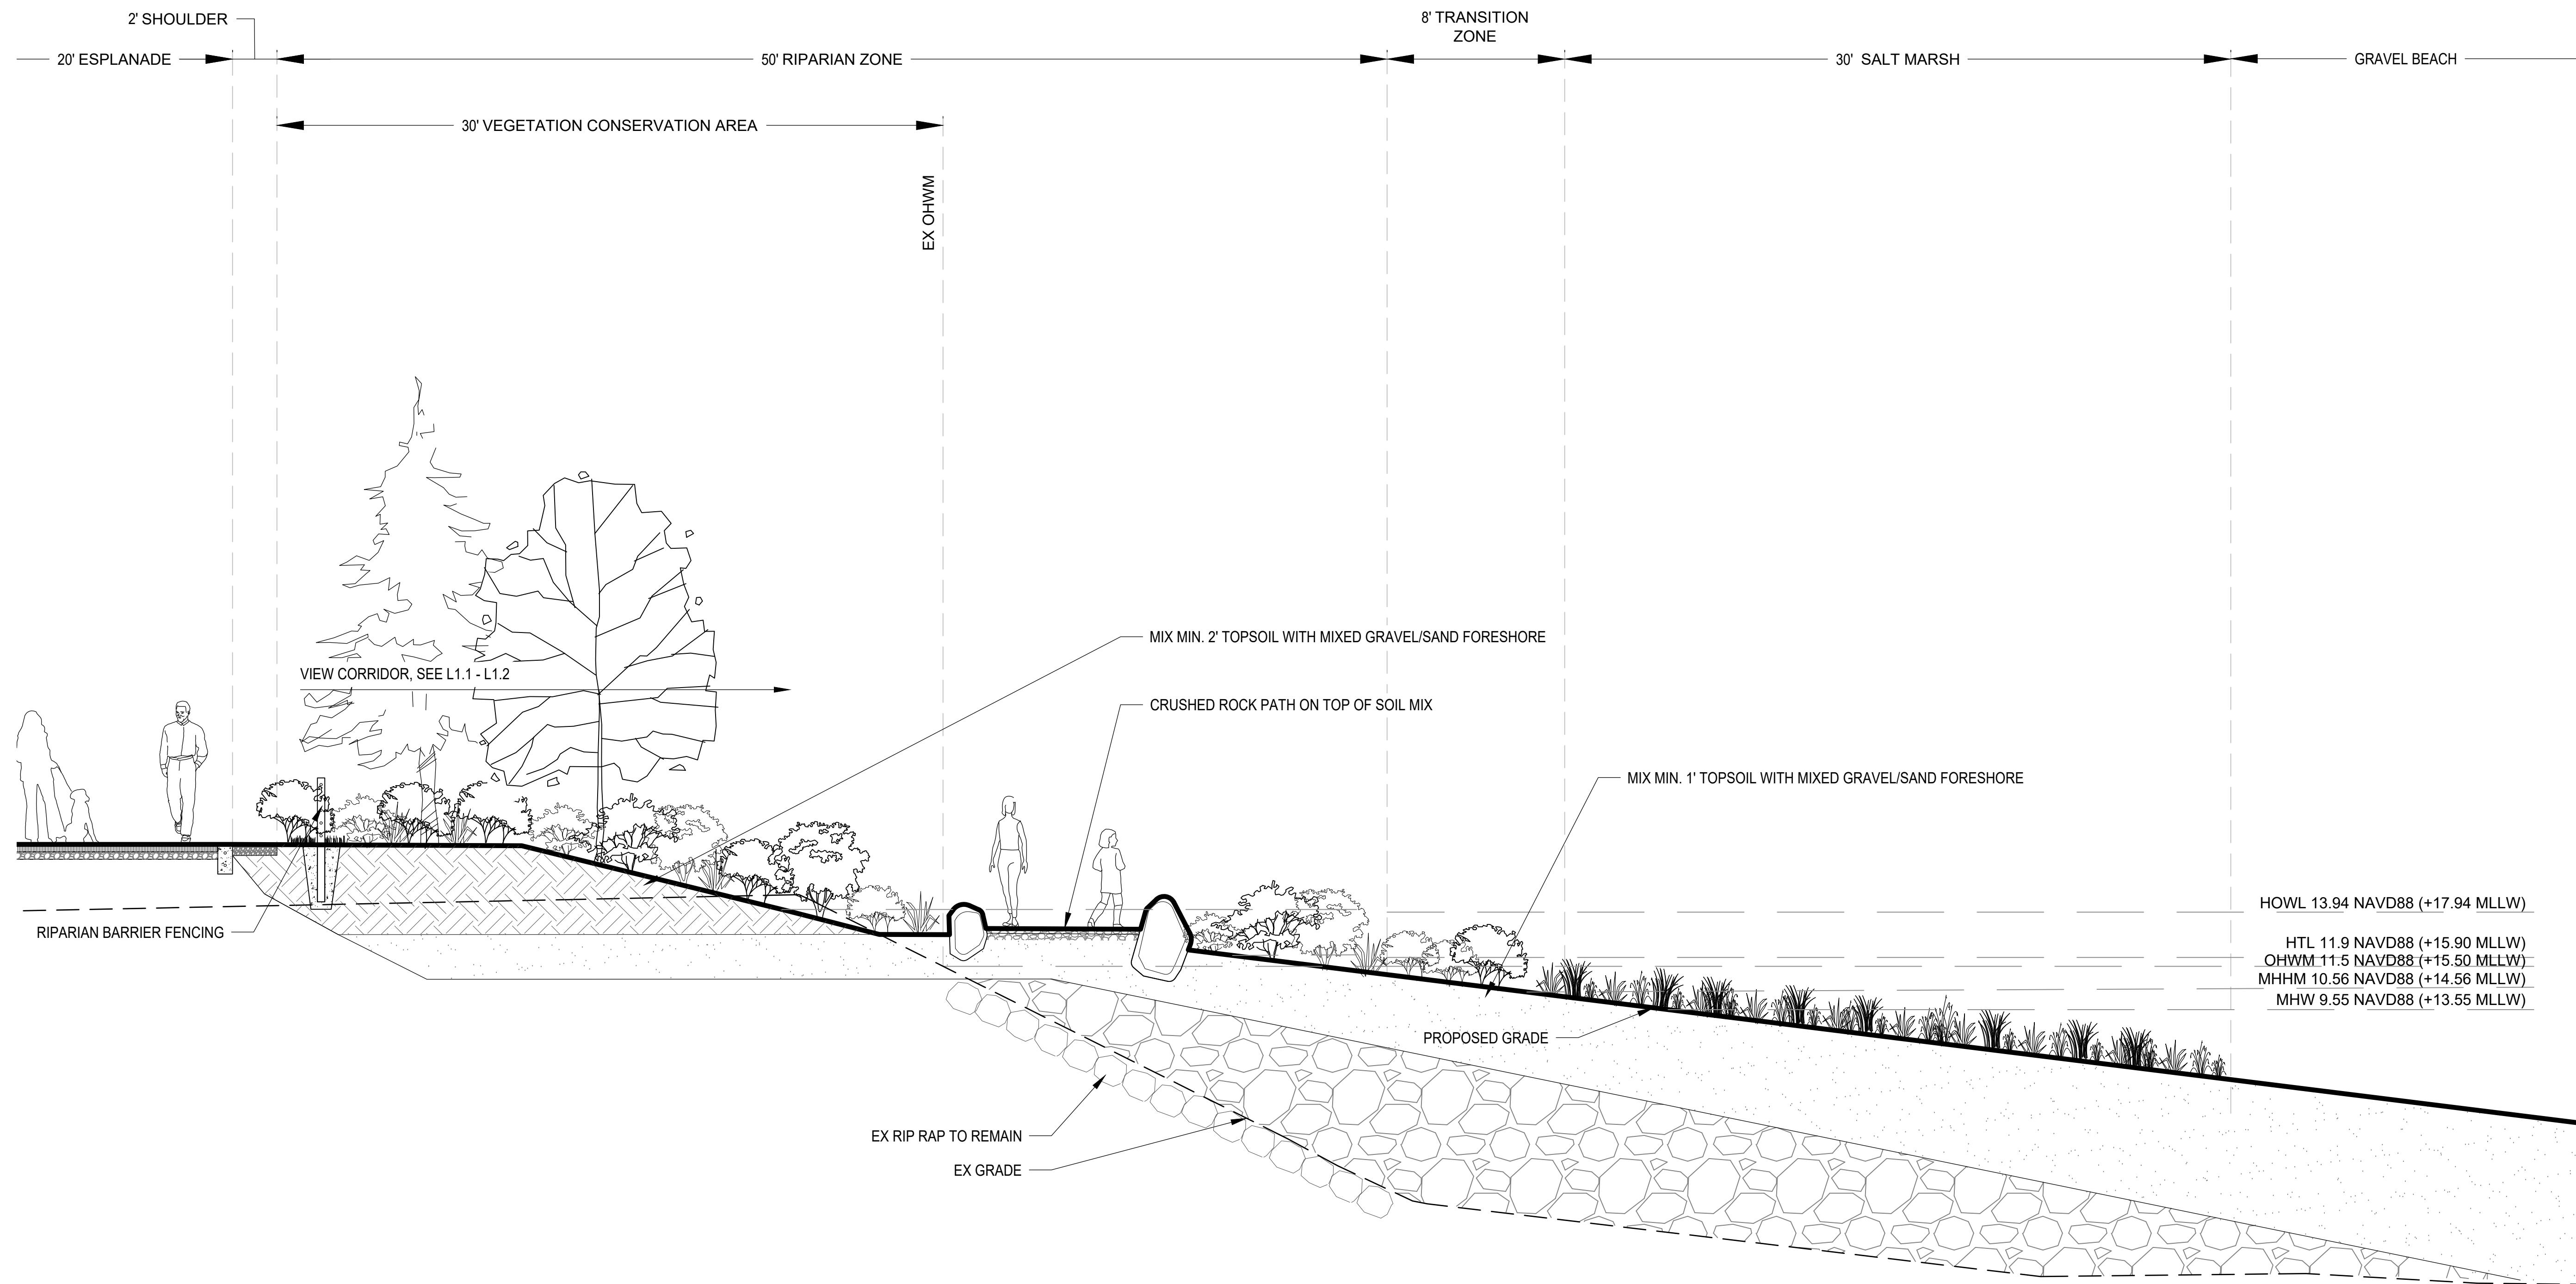 2' SHOULDER
8' TRANSITION
ZONE
20' ESPLANADE
50' RIPARIAN ZONE
30' SALT MARSH
GRAVEL BEACH
30' VEGETATION CONSERVATION AREA
EX OHWM
MIX MIN. 2' TOPSOIL WITH MIXED GRAVEL/SAND FORESHORE
VIEW CORRIDOR, SEE L1.1 - L1.2
CRUSHED ROCK PATH ON TOP OF SOIL MIX
MIX MIN. 1' TOPSOIL WITH MIXED GRAVEL/SAND FORESHORE
HOWL 13.94 NAVD88 (+17.94 MLLW)
RIPARIAN BARRIER FENCING
HTL 11.9 NAVD88 (+15.90 MLLW)
OHWM 11.5 NAVD88 (+15.50 MLLW)
MHHM 10.56 NAVD88 (+14.56 MLLW)
MHW 9.55 NAVD88 (+13.55 MLLW)
PROPOSED GRADE
EX RIP RAP TO REMAIN
EX GRADE